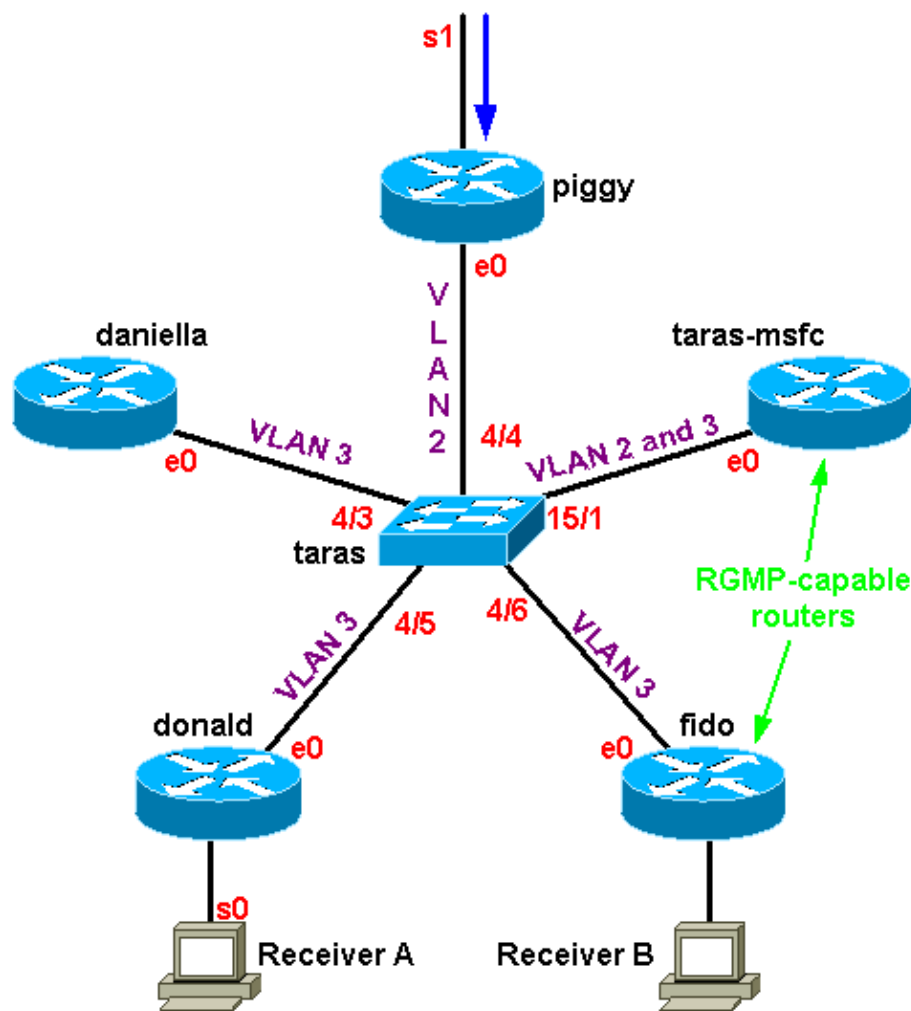 s1
piggy
e0
VLAN2
daniella
taras-msfc
VLAN 3
e0
4/4
VLAN 2 and 3
e0
4/3
15/1
taras
RGMP-capable
routers
4/5
4/6
VLAN 3
VLAN 3
donald
e0
fido
e0
s0
Receiver A
Receiver B